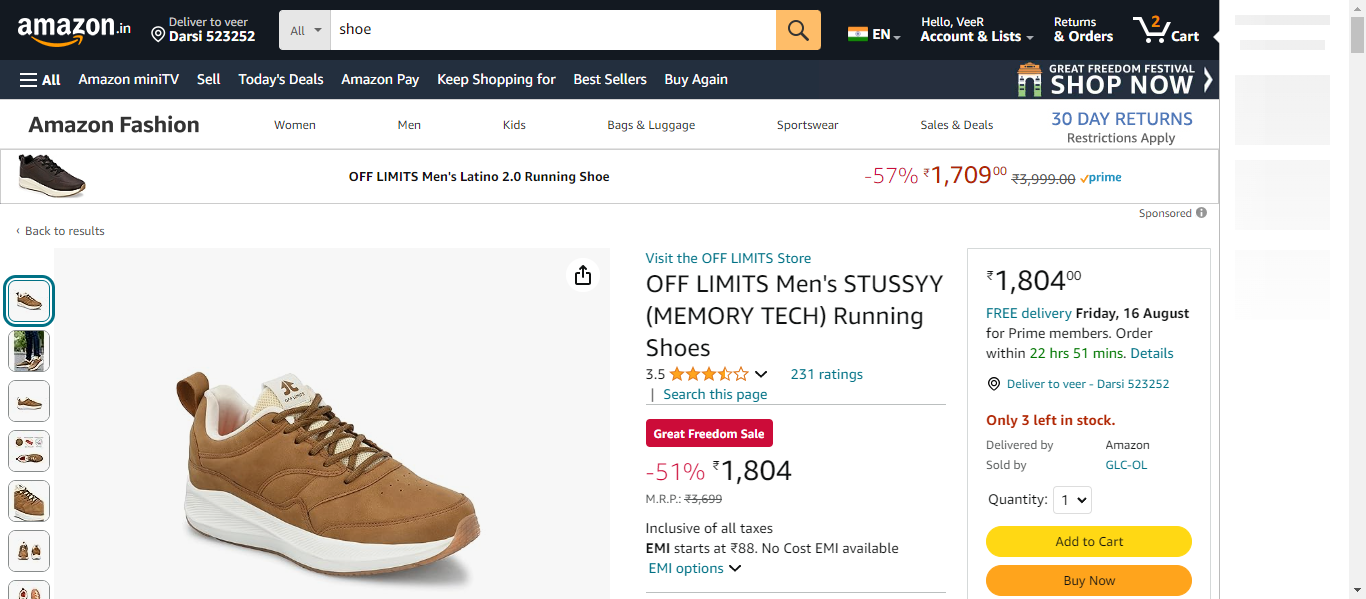 amazon.in
Deliver to veer
Darsi 523252
All
shoe
EN
Hello, VeeR
Account & Lists
Returns
& Orders
2
Cart
All
Amazon miniTV
Sell
Today's Deals
Amazon Pay
Keep Shopping for
Best Sellers
Buy Again
GREAT FREEDOM FESTIVAL
SHOP NOW
Amazon Fashion
Women
Men
Kids
Bags & Luggage
Sportswear
Sales & Deals
30 DAY RETURNS
Restrictions Apply
OFF LIMITS Men's Latino 2.0 Running Shoe
-57% ₹1,70900 ₹3,999.00 prime
Sponsored
‹ Back to results
OFF LIMITS
Visit the OFF LIMITS Store
OFF LIMITS Men's STUSSYY
(MEMORY TECH) Running
Shoes
3.5
231 ratings
| Search this page
Great Freedom Sale
-51% ₹1,804
M.R.P.: ₹3,699
Inclusive of all taxes
EMI starts at ₹88. No Cost EMI available
EMI options
₹1,80400
FREE delivery Friday, 16 August
for Prime members. Order
within 22 hrs 51 mins. Details
Deliver to veer - Darsi 523252
Only 3 left in stock.
Delivered by Amazon
Sold by GLC-OL
Quantity: 1
Add to Cart
Buy Now